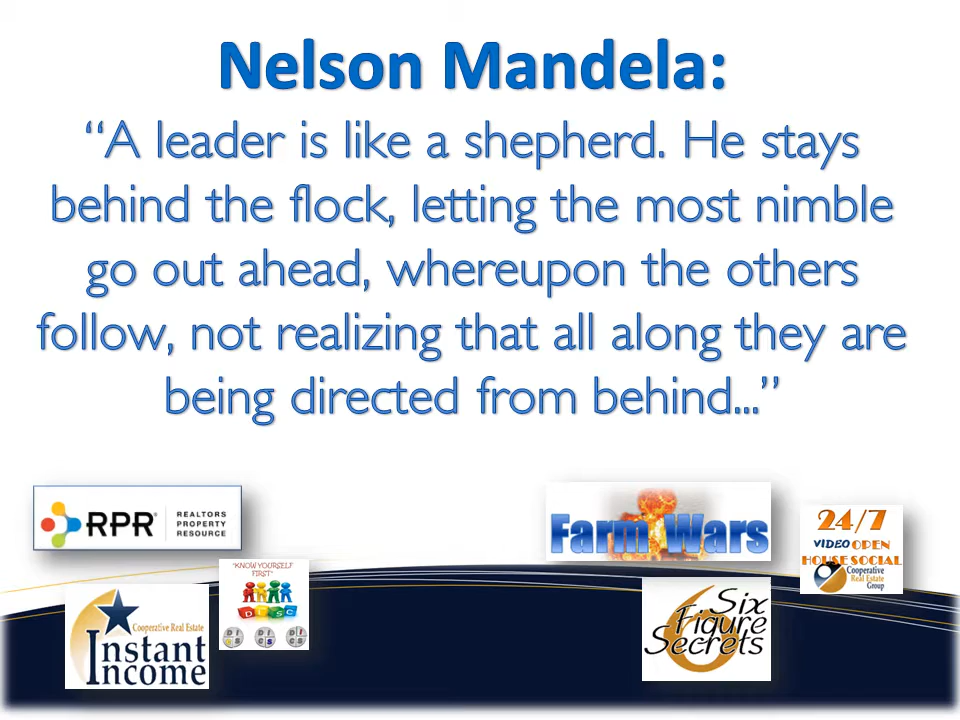 Nelson Mandela:
“A leader is like a shepherd. He stays
behind the flock, letting the most nimble
go out ahead, whereupon the others
follow, not realizing that all along they are
being directed from behind...”
RPR® REALTORS
PROPERTY
RESOURCE
Farm Wars
24/7
VIDEO OPEN
HOUSE SOCIAL
Cooperative
Real Estate
Group
"KNOW YOURSELF
FIRST"
D I S C
Cooperative Real Estate
Instant
Income
Six
Figure
Secrets